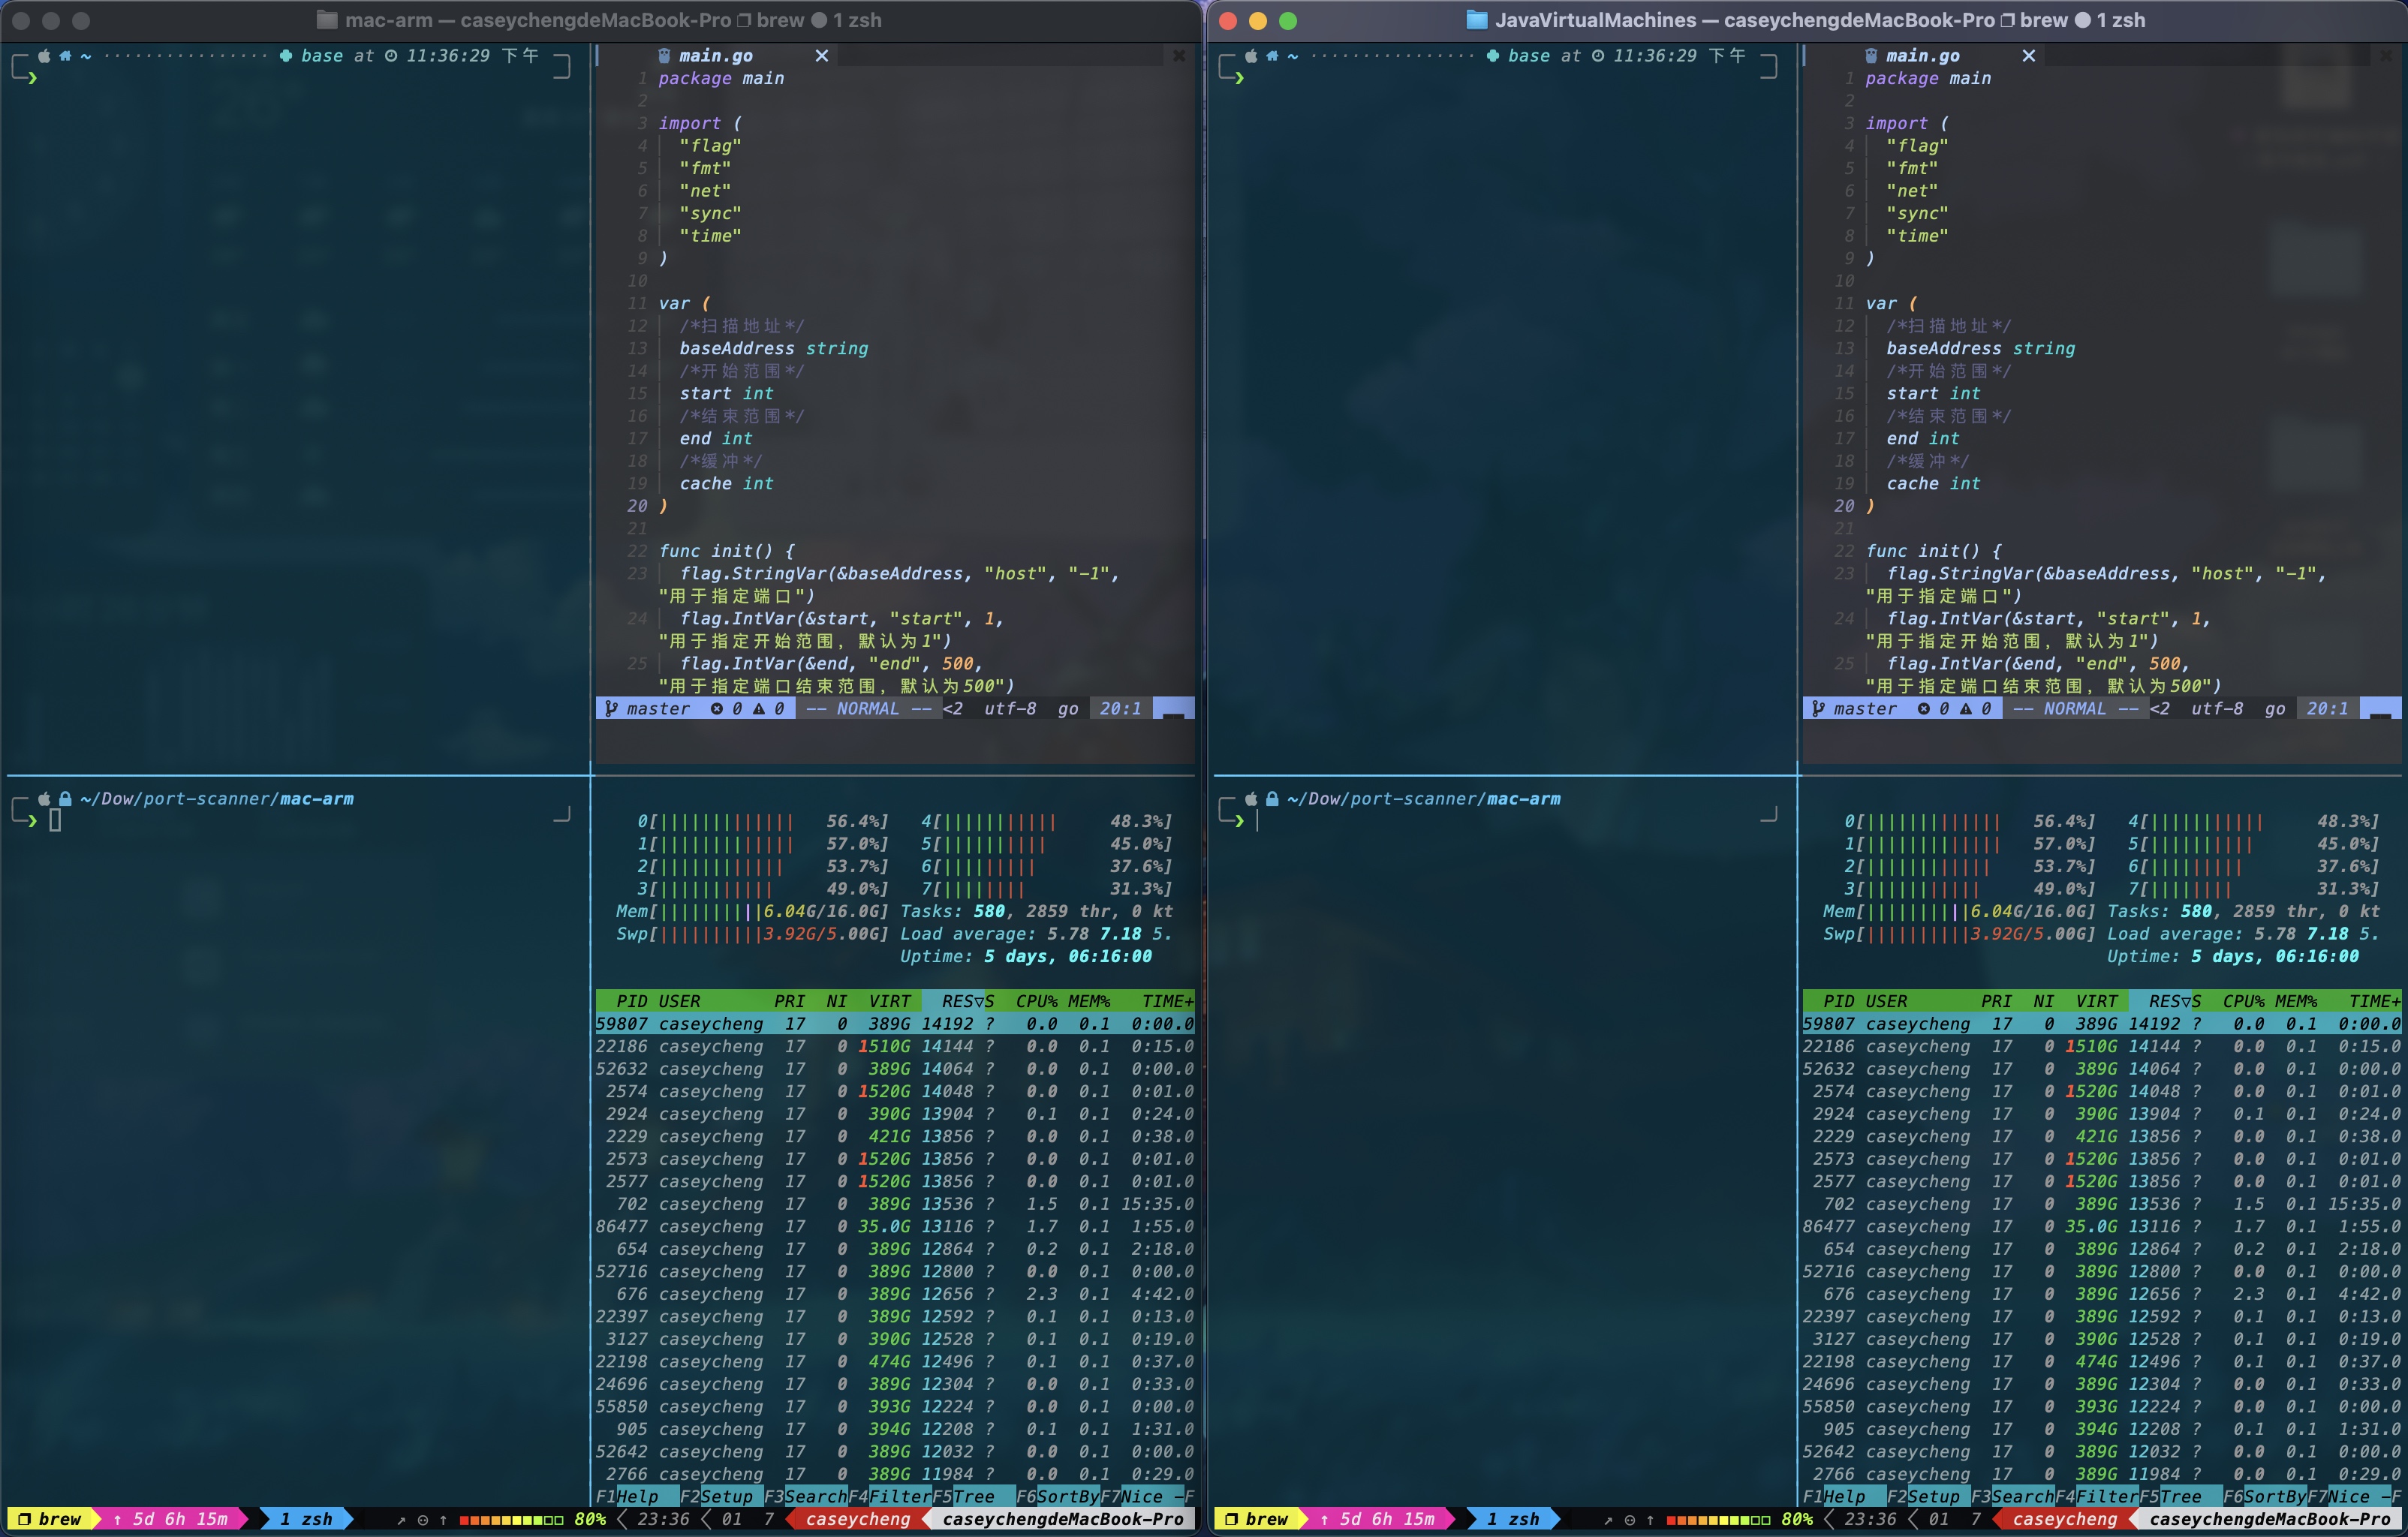 mac-arm — caseychengdeMacBook-Pro ❐ brew ● 1 zsh
~ ················ base at 11:36:29 下午
❯
main.go ✕
1 package main
2
3 import (
4 "flag"
5 "fmt"
6 "net"
7 "sync"
8 "time"
9 )
10
11 var (
12 /*扫描地址*/
13 baseAddress string
14 /*开始范围*/
15 start int
16 /*结束范围*/
17 end int
18 /*缓冲*/
19 cache int
20 )
21
22 func init() {
23 flag.StringVar(&baseAddress, "host", "-1",
"用于指定端口")
24 flag.IntVar(&start, "start", 1,
"用于指定开始范围, 默认为1")
25 flag.IntVar(&end, "end", 500,
"用于指定端口结束范围, 默认为500")
master 0 0 -- NORMAL -- <2 utf-8 go 20:1
~/Dow/port-scanner/mac-arm
❯
0[||||||||||||| 56.4%] 4[||||||||||| 48.3%]
1[||||||||||||| 57.0%] 5[|||||||||| 45.0%]
2[|||||||||||| 53.7%] 6[||||||||| 37.6%]
3[||||||||||| 49.0%] 7[|||||||| 31.3%]
Mem[||||||||||6.04G/16.0G] Tasks: 580, 2859 thr, 0 kt
Swp[||||||||||3.92G/5.00G] Load average: 5.78 7.18 5.
Uptime: 5 days, 06:16:00
PID USER PRI NI VIRT RES▽S CPU% MEM% TIME+
59807 caseycheng 17 0 389G 14192 ? 0.0 0.1 0:00.0
22186 caseycheng 17 0 1510G 14144 ? 0.0 0.1 0:15.0
52632 caseycheng 17 0 389G 14064 ? 0.0 0.1 0:00.0
2574 caseycheng 17 0 1520G 14048 ? 0.0 0.1 0:01.0
2924 caseycheng 17 0 390G 13904 ? 0.1 0.1 0:24.0
2229 caseycheng 17 0 421G 13856 ? 0.0 0.1 0:38.0
2573 caseycheng 17 0 1520G 13856 ? 0.0 0.1 0:01.0
2577 caseycheng 17 0 1520G 13856 ? 0.0 0.1 0:01.0
702 caseycheng 17 0 389G 13536 ? 1.5 0.1 15:35.0
86477 caseycheng 17 0 35.0G 13116 ? 1.7 0.1 1:55.0
654 caseycheng 17 0 389G 12864 ? 0.2 0.1 2:18.0
52716 caseycheng 17 0 389G 12800 ? 0.0 0.1 0:00.0
676 caseycheng 17 0 389G 12656 ? 2.3 0.1 4:42.0
22397 caseycheng 17 0 389G 12592 ? 0.1 0.1 0:13.0
3127 caseycheng 17 0 390G 12528 ? 0.1 0.1 0:19.0
22198 caseycheng 17 0 474G 12496 ? 0.1 0.1 0:37.0
24696 caseycheng 17 0 389G 12304 ? 0.0 0.1 0:33.0
55850 caseycheng 17 0 393G 12224 ? 0.0 0.1 0:00.0
905 caseycheng 17 0 394G 12208 ? 0.1 0.1 1:31.0
52642 caseycheng 17 0 389G 12032 ? 0.0 0.1 0:00.0
2766 caseycheng 17 0 389G 11984 ? 0.0 0.1 0:29.0
F1Help F2Setup F3SearchF4FilterF5Tree F6SortByF7Nice -F
❐ brew ↑ 5d 6h 15m 1 zsh ↗ ⊙ ↑ 80% 23:36 01 7 caseycheng caseychengdeMacBook-Pro
JavaVirtualMachines — caseychengdeMacBook-Pro ❐ brew ● 1 zsh
~ ················ base at 11:36:29 下午
❯
main.go ✕
1 package main
2
3 import (
4 "flag"
5 "fmt"
6 "net"
7 "sync"
8 "time"
9 )
10
11 var (
12 /*扫描地址*/
13 baseAddress string
14 /*开始范围*/
15 start int
16 /*结束范围*/
17 end int
18 /*缓冲*/
19 cache int
20 )
21
22 func init() {
23 flag.StringVar(&baseAddress, "host", "-1",
"用于指定端口")
24 flag.IntVar(&start, "start", 1,
"用于指定开始范围, 默认为1")
25 flag.IntVar(&end, "end", 500,
"用于指定端口结束范围, 默认为500")
master 0 0 -- NORMAL -- <2 utf-8 go 20:1
~/Dow/port-scanner/mac-arm
❯
0[||||||||||||| 56.4%] 4[||||||||||| 48.3%]
1[||||||||||||| 57.0%] 5[|||||||||| 45.0%]
2[|||||||||||| 53.7%] 6[||||||||| 37.6%]
3[||||||||||| 49.0%] 7[|||||||| 31.3%]
Mem[||||||||||6.04G/16.0G] Tasks: 580, 2859 thr, 0 kt
Swp[||||||||||3.92G/5.00G] Load average: 5.78 7.18 5.
Uptime: 5 days, 06:16:00
PID USER PRI NI VIRT RES▽S CPU% MEM% TIME+
59807 caseycheng 17 0 389G 14192 ? 0.0 0.1 0:00.0
22186 caseycheng 17 0 1510G 14144 ? 0.0 0.1 0:15.0
52632 caseycheng 17 0 389G 14064 ? 0.0 0.1 0:00.0
2574 caseycheng 17 0 1520G 14048 ? 0.0 0.1 0:01.0
2924 caseycheng 17 0 390G 13904 ? 0.1 0.1 0:24.0
2229 caseycheng 17 0 421G 13856 ? 0.0 0.1 0:38.0
2573 caseycheng 17 0 1520G 13856 ? 0.0 0.1 0:01.0
2577 caseycheng 17 0 1520G 13856 ? 0.0 0.1 0:01.0
702 caseycheng 17 0 389G 13536 ? 1.5 0.1 15:35.0
86477 caseycheng 17 0 35.0G 13116 ? 1.7 0.1 1:55.0
654 caseycheng 17 0 389G 12864 ? 0.2 0.1 2:18.0
52716 caseycheng 17 0 389G 12800 ? 0.0 0.1 0:00.0
676 caseycheng 17 0 389G 12656 ? 2.3 0.1 4:42.0
22397 caseycheng 17 0 389G 12592 ? 0.1 0.1 0:13.0
3127 caseycheng 17 0 390G 12528 ? 0.1 0.1 0:19.0
22198 caseycheng 17 0 474G 12496 ? 0.1 0.1 0:37.0
24696 caseycheng 17 0 389G 12304 ? 0.0 0.1 0:33.0
55850 caseycheng 17 0 393G 12224 ? 0.0 0.1 0:00.0
905 caseycheng 17 0 394G 12208 ? 0.1 0.1 1:31.0
52642 caseycheng 17 0 389G 12032 ? 0.0 0.1 0:00.0
2766 caseycheng 17 0 389G 11984 ? 0.0 0.1 0:29.0
F1Help F2Setup F3SearchF4FilterF5Tree F6SortByF7Nice -F
❐ brew ↑ 5d 6h 15m 1 zsh ↗ ⊙ ↑ 80% 23:36 01 7 caseycheng caseychengdeMacBook-Pro